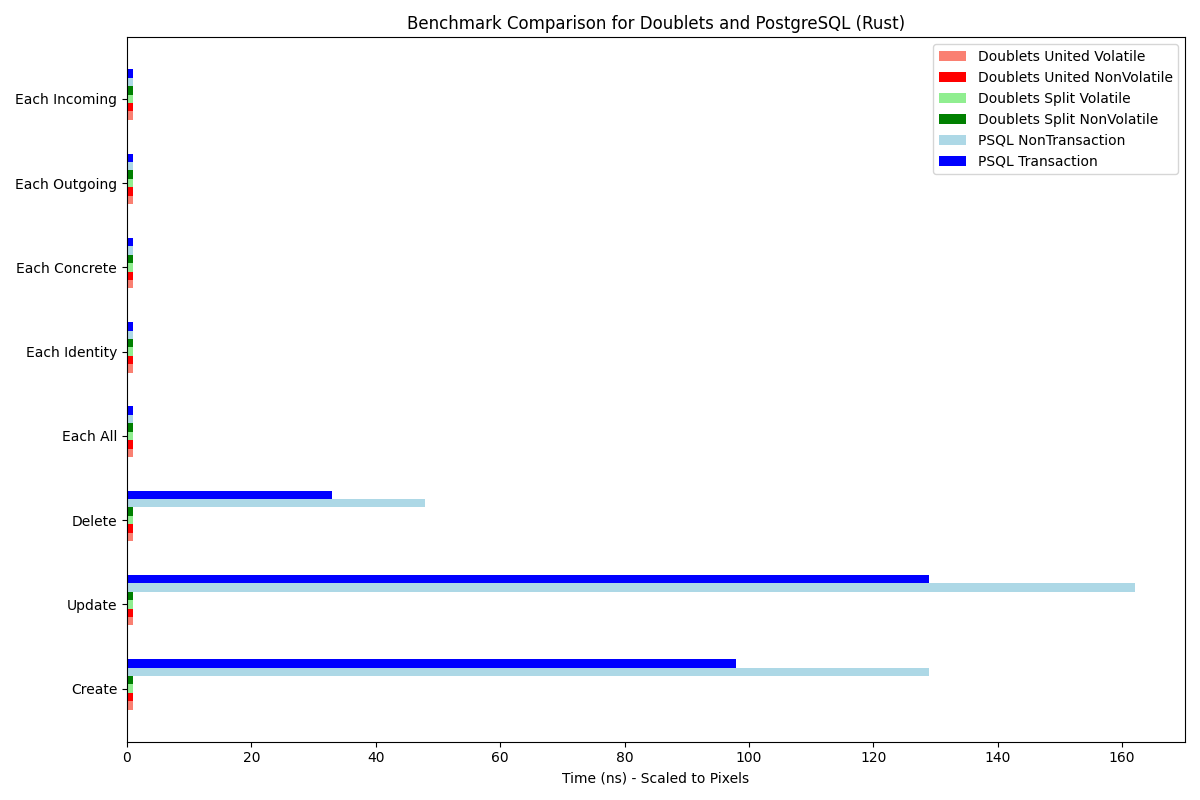 Benchmark Comparison for Doublets and PostgreSQL (Rust)
Doublets United Volatile
Doublets United NonVolatile
Doublets Split Volatile
Doublets Split NonVolatile
PSQL NonTransaction
PSQL Transaction
Each Incoming
Each Outgoing
Each Concrete
Each Identity
Each All
Delete
Update
Create
0 20 40 60 80 100 120 140 160
Time (ns) - Scaled to Pixels